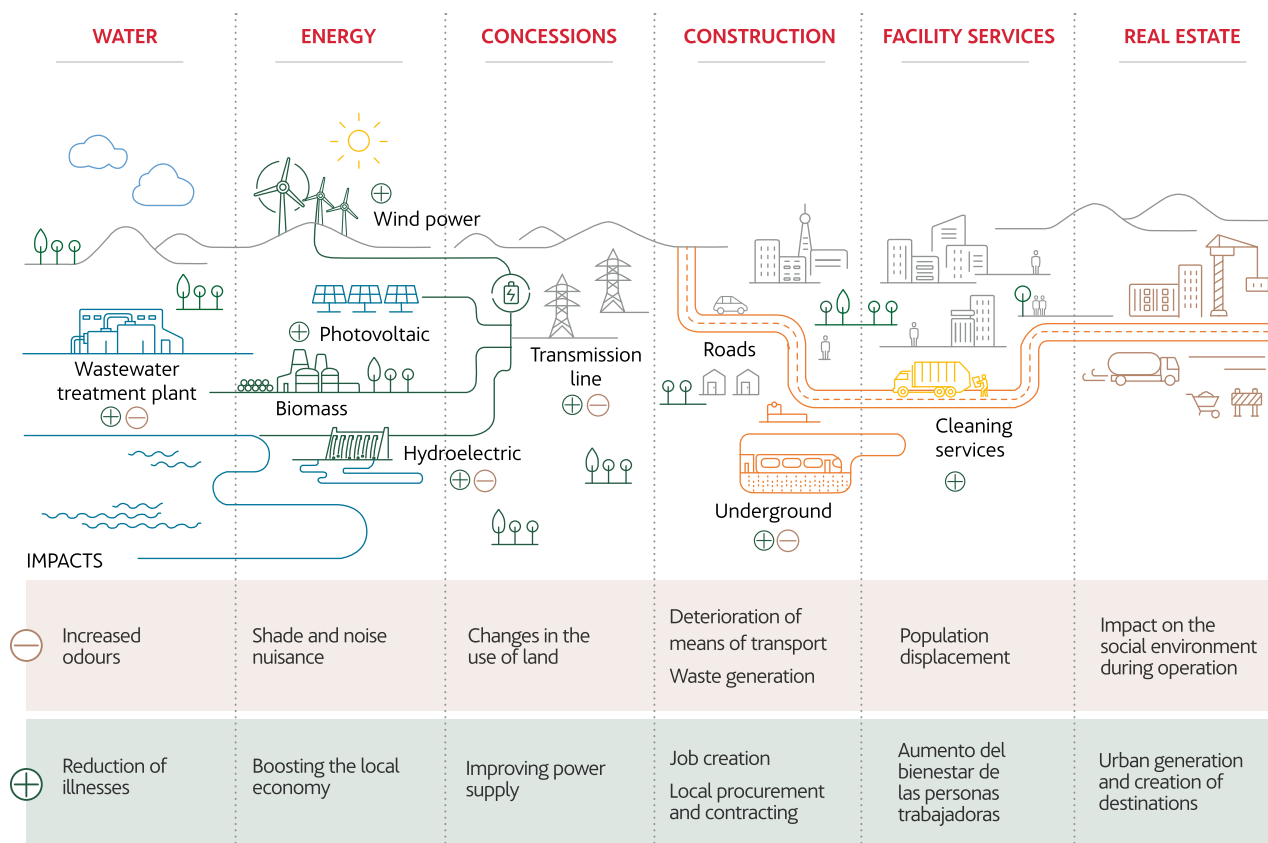 WATER
ENERGY
CONCESSIONS
CONSTRUCTION
FACILITY SERVICES
REAL ESTATE
Wind power
Photovoltaic
Wastewater
treatment plant
Biomass
Hydroelectric
Transmission
line
Roads
Underground
Cleaning
services
IMPACTS
Increased
odours
Shade and noise
nuisance
Changes in the
use of land
Deterioration of
means of transport
Waste generation
Population
displacement
Impact on the
social environment
during operation
Reduction of
illnesses
Boosting the local
economy
Improving power
supply
Job creation
Local procurement
and contracting
Aumento del
bienestar de
las personas
trabajadoras
Urban generation
and creation of
destinations